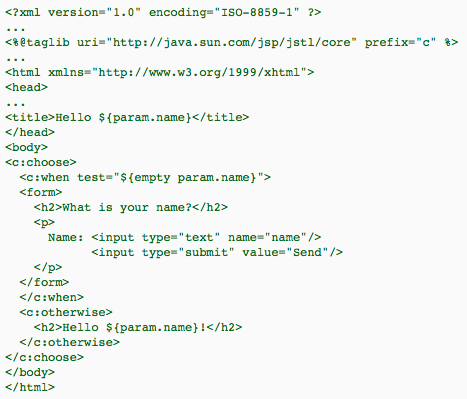 <?xml version="1.0" encoding="ISO-8859-1" ?>
...
<%@taglib uri="http://java.sun.com/jsp/jstl/core" prefix="c" %>
...
<html xmlns="http://www.w3.org/1999/xhtml">
<head>
...
<title>Hello ${param.name}</title>
</head>
<body>
<c:choose>
  <c:when test="${empty param.name}">
  <form>
    <h2>What is your name?</h2>
    <p>
      Name: <input type="text" name="name"/>
            <input type="submit" value="Send"/>
    </p>
  </form>
  </c:when>
  <c:otherwise>
    <h2>Hello ${param.name}!</h2>
  </c:otherwise>
</c:choose>
</body>
</html>